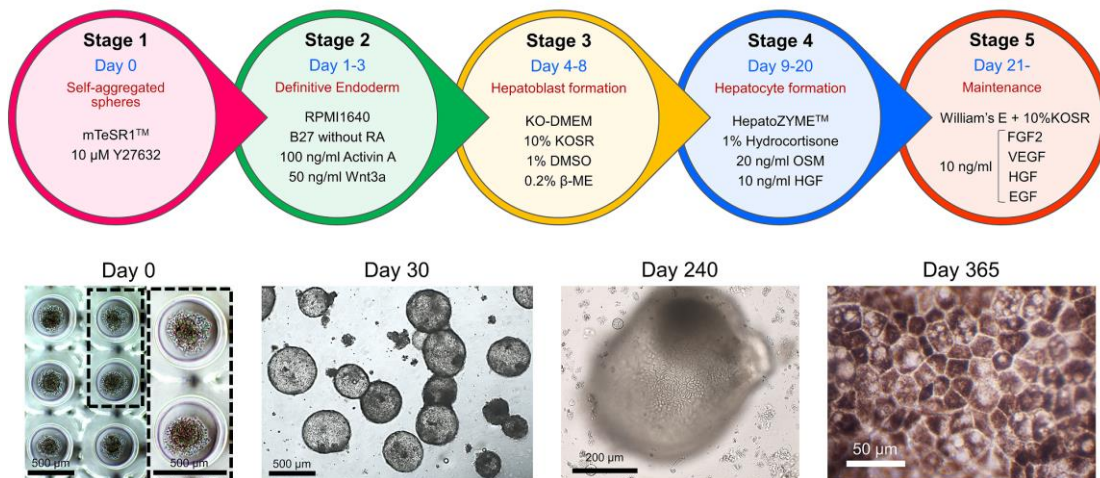 Stage 1
Day 0
Self-aggregated
spheres
mTeSR1™
10 µM Y27632
Stage 2
Day 1-3
Definitive Endoderm
RPMI1640
B27 without RA
100 ng/ml Activin A
50 ng/ml Wnt3a
Stage 3
Day 4-8
Hepatoblast formation
KO-DMEM
10% KOSR
1% DMSO
0.2% β-ME
Stage 4
Day 9-20
Hepatocyte formation
HepatoZYME™
1% Hydrocortisone
20 ng/ml OSM
10 ng/ml HGF
Stage 5
Day 21-
Maintenance
William's E + 10%KOSR
10 ng/ml
FGF2
VEGF
HGF
EGF
Day 0
500 µm
500 µm
Day 30
500 µm
Day 240
200 µm
Day 365
50 µm